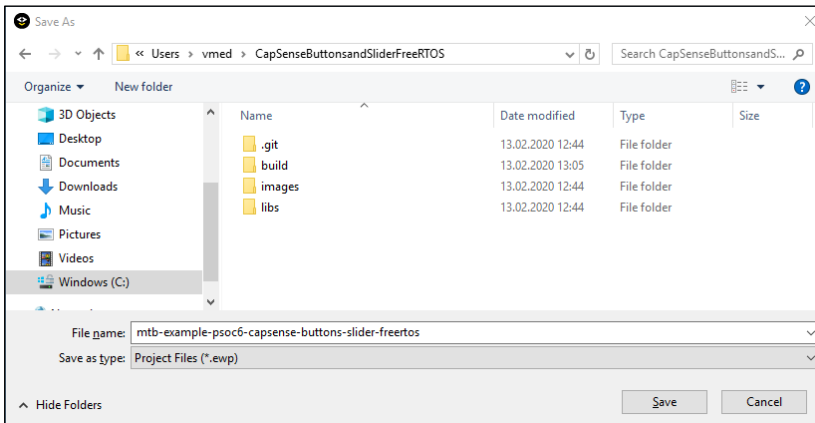 Save As
« Users › vmed › CapSenseButtonsandSliderFreeRTOS
Search CapSenseButtonsandS...
Organize New folder
Name Date modified Type Size
3D Objects
Desktop
Documents
Downloads
Music
Pictures
Videos
Windows (C:)
.git 13.02.2020 12:44 File folder
build 13.02.2020 13:05 File folder
images 13.02.2020 12:44 File folder
libs 13.02.2020 12:44 File folder
File name: mtb-example-psoc6-capsense-buttons-slider-freertos
Save as type: Project Files (*.ewp)
Hide Folders
Save Cancel